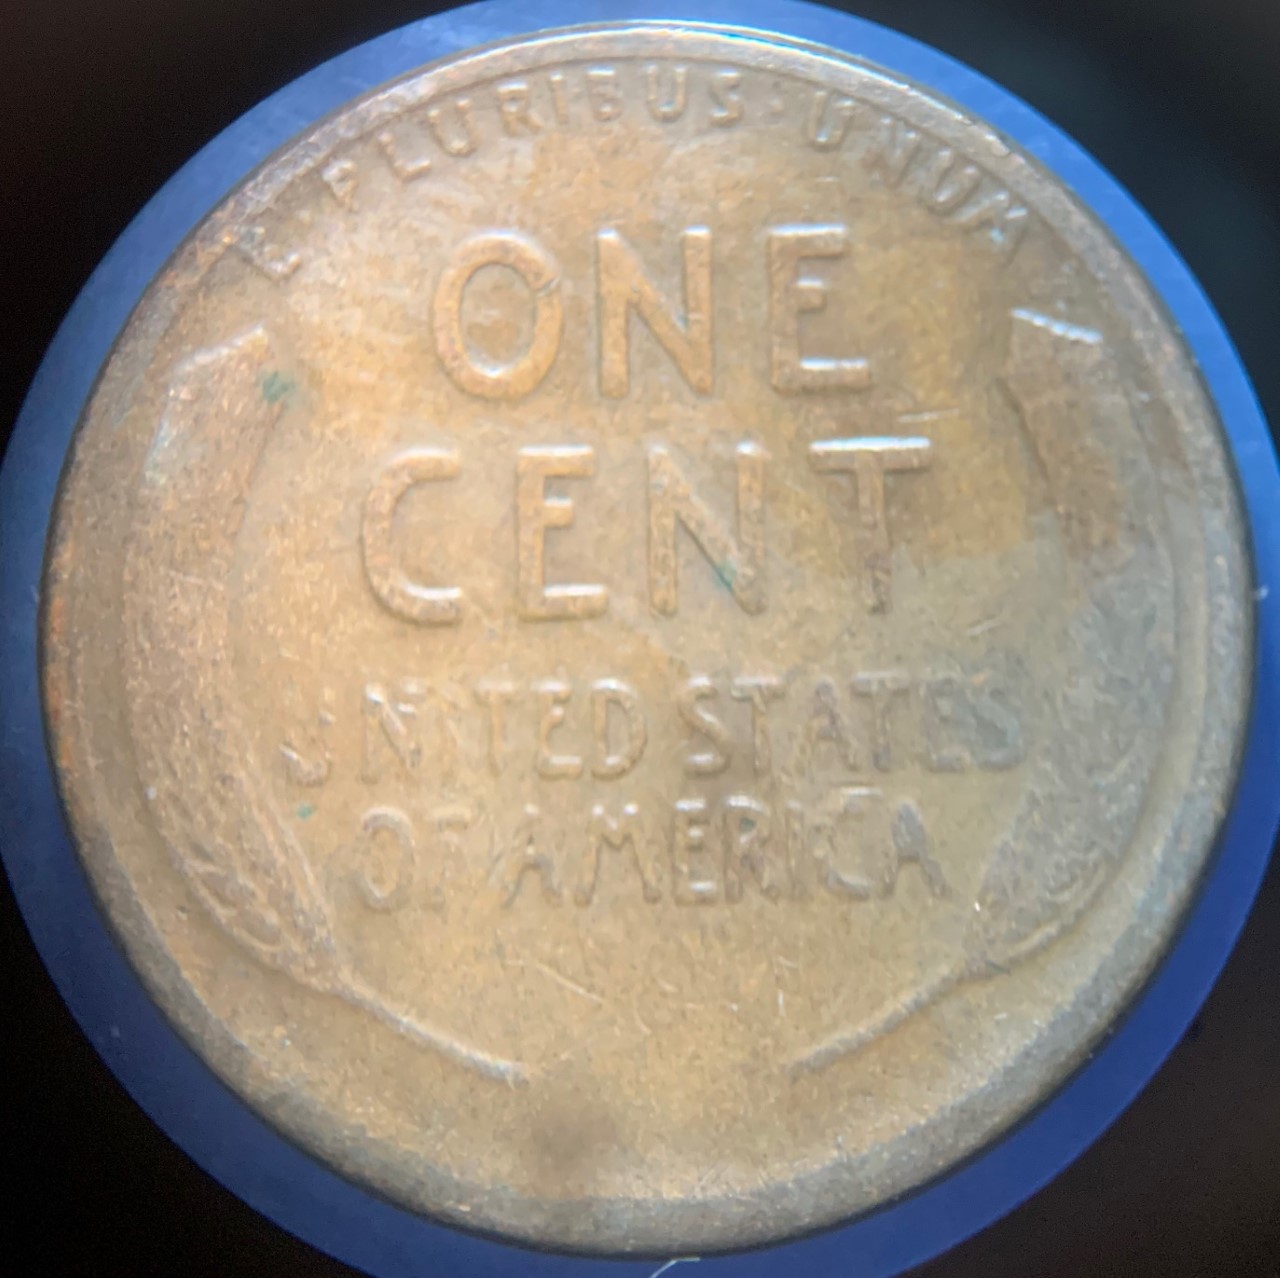 E·PLURIBUS·UNUM
ONE
CENT
UNITED STATES
OF AMERICA